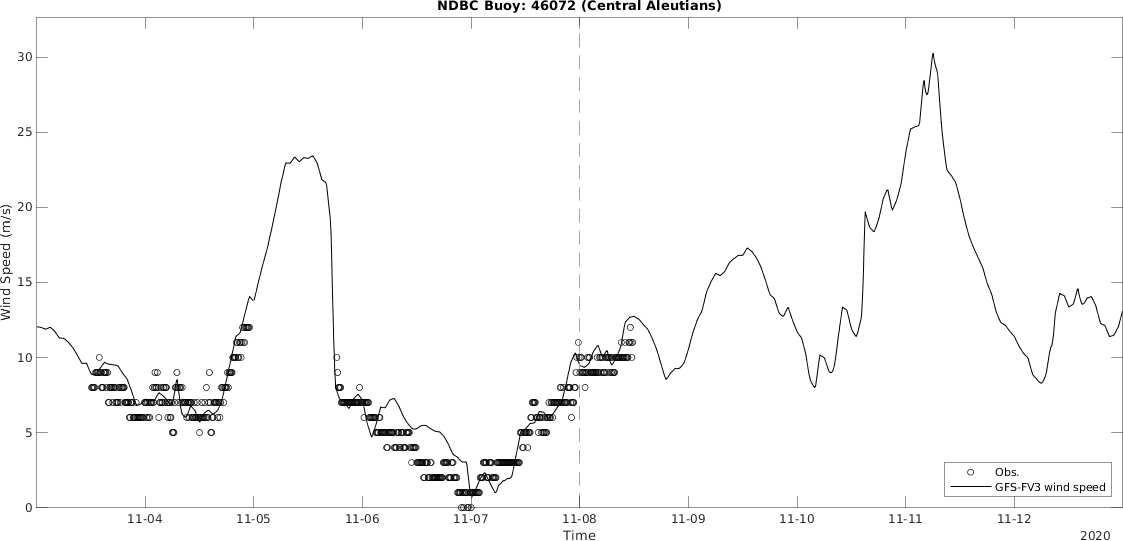 NDBC Buoy: 46072 (Central Aleutians)
Wind Speed (m/s)
30
25
20
15
10
5
0
Obs.
GFS-FV3 wind speed
11-04 11-05 11-06 11-07 11-08 11-09 11-10 11-11 11-12
Time
2020